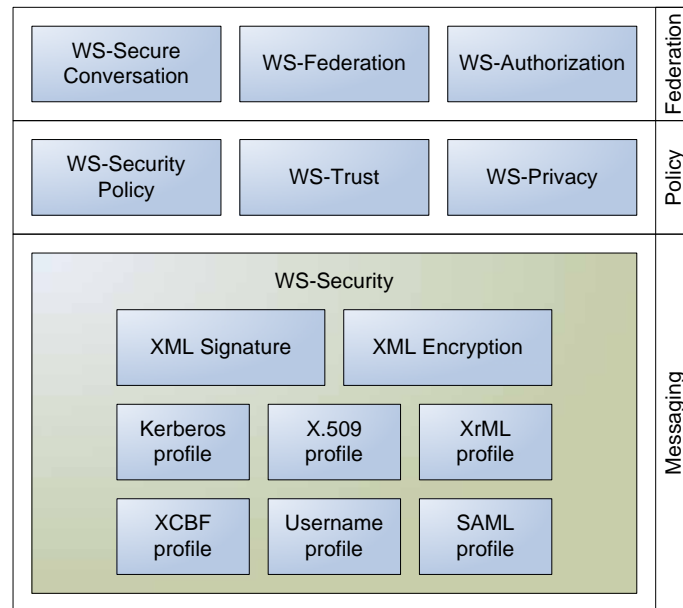 WS-Secure
Conversation
WS-Federation
WS-Authorization
Federation
WS-Security
Policy
WS-Trust
WS-Privacy
Policy
WS-Security
XML Signature
XML Encryption
Kerberos
profile
X.509
profile
XrML
profile
XCBF
profile
Username
profile
SAML
profile
Messaging